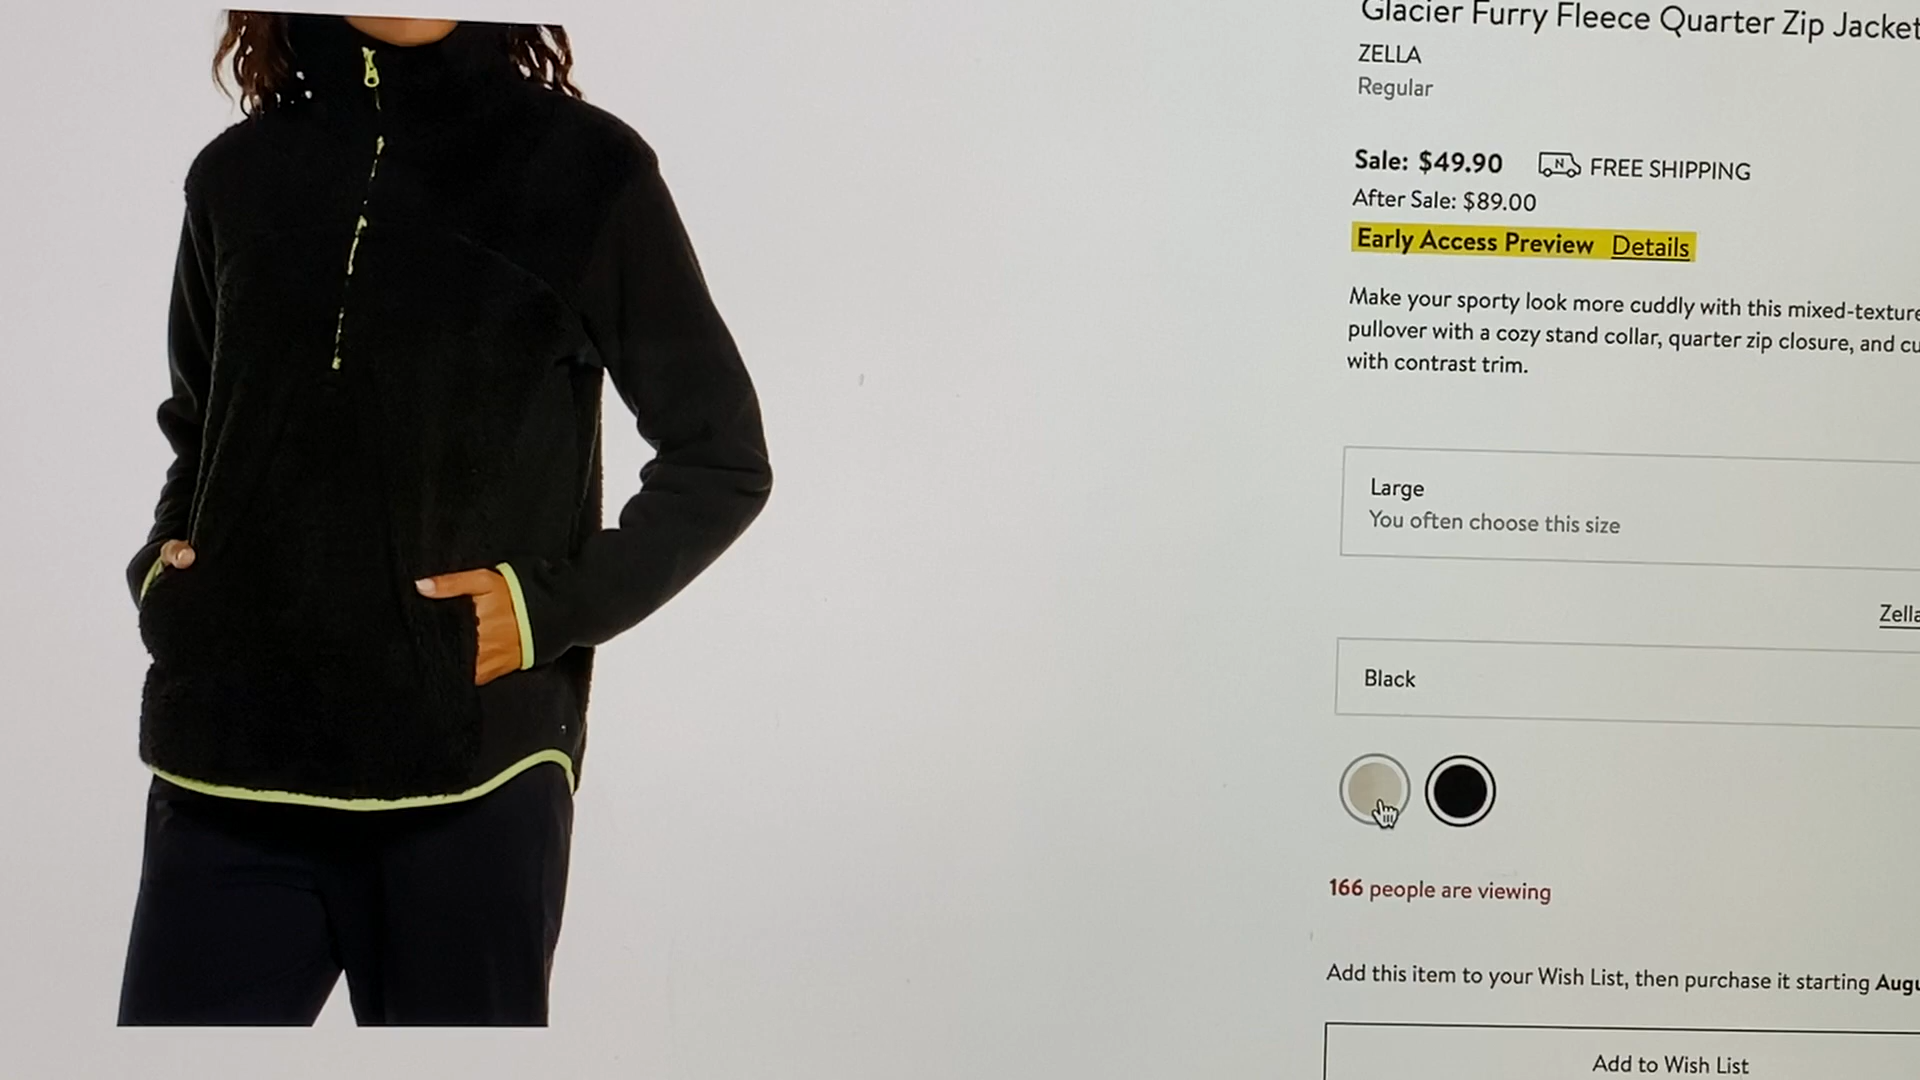 Glacier Furry Fleece Quarter Zip Jacket
ZELLA
Regular
Sale: $49.90 N FREE SHIPPING
After Sale: $89.00
Early Access Preview Details
Make your sporty look more cuddly with this mixed-texture
pullover with a cozy stand collar, quarter zip closure, and cu
with contrast trim.
Large
You often choose this size
Zella
Black
166 people are viewing
Add this item to your Wish List, then purchase it starting Augu
Add to Wish List